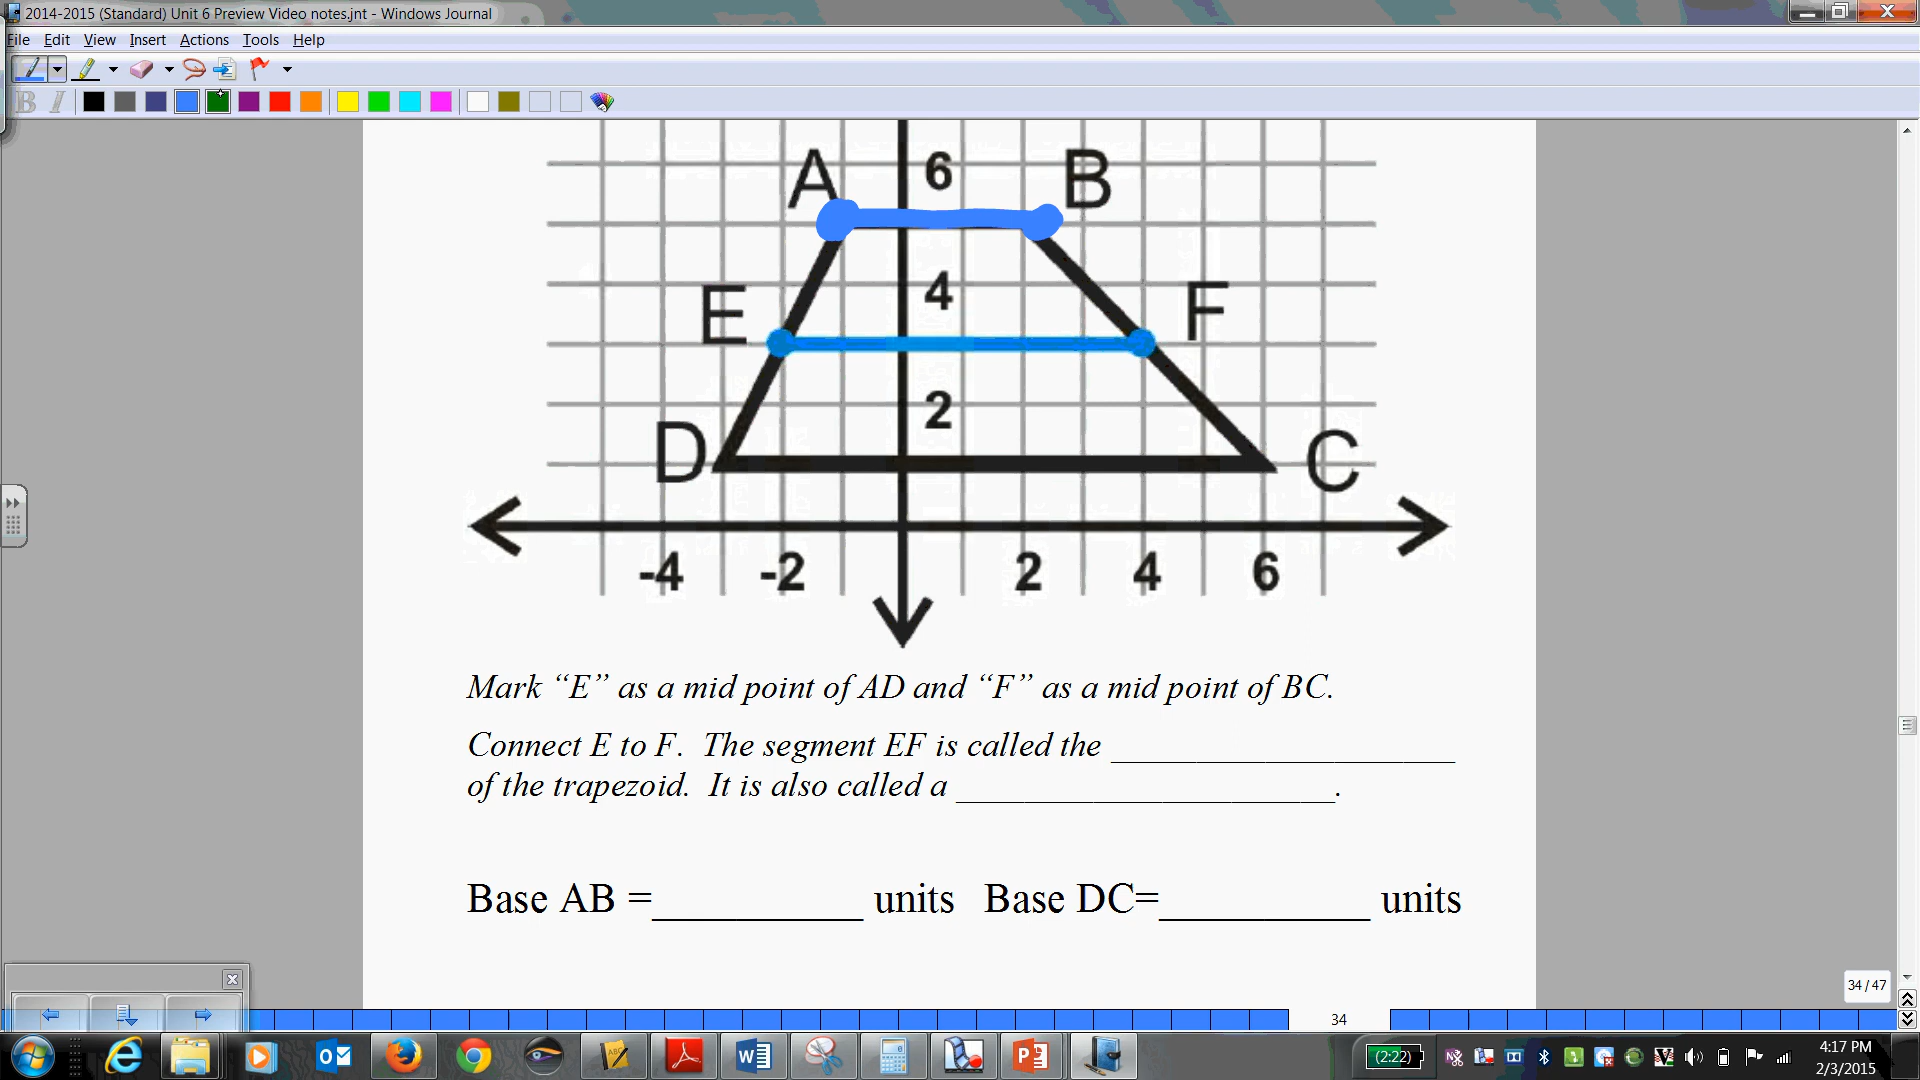 2014-2015 (Standard) Unit 6 Preview Video notes.jnt - Windows Journal
File Edit View Insert Actions Tools Help
B I
A 6 B
E 4 F
D 2 C
-4 -2 2 4 6
Mark “E” as a mid point of AD and “F” as a mid point of BC.
Connect E to F. The segment EF is called the ____________________
of the trapezoid. It is also called a ______________________.
Base AB =__________ units Base DC=__________ units
34 / 47
34
(2:22)
4:17 PM
2/3/2015